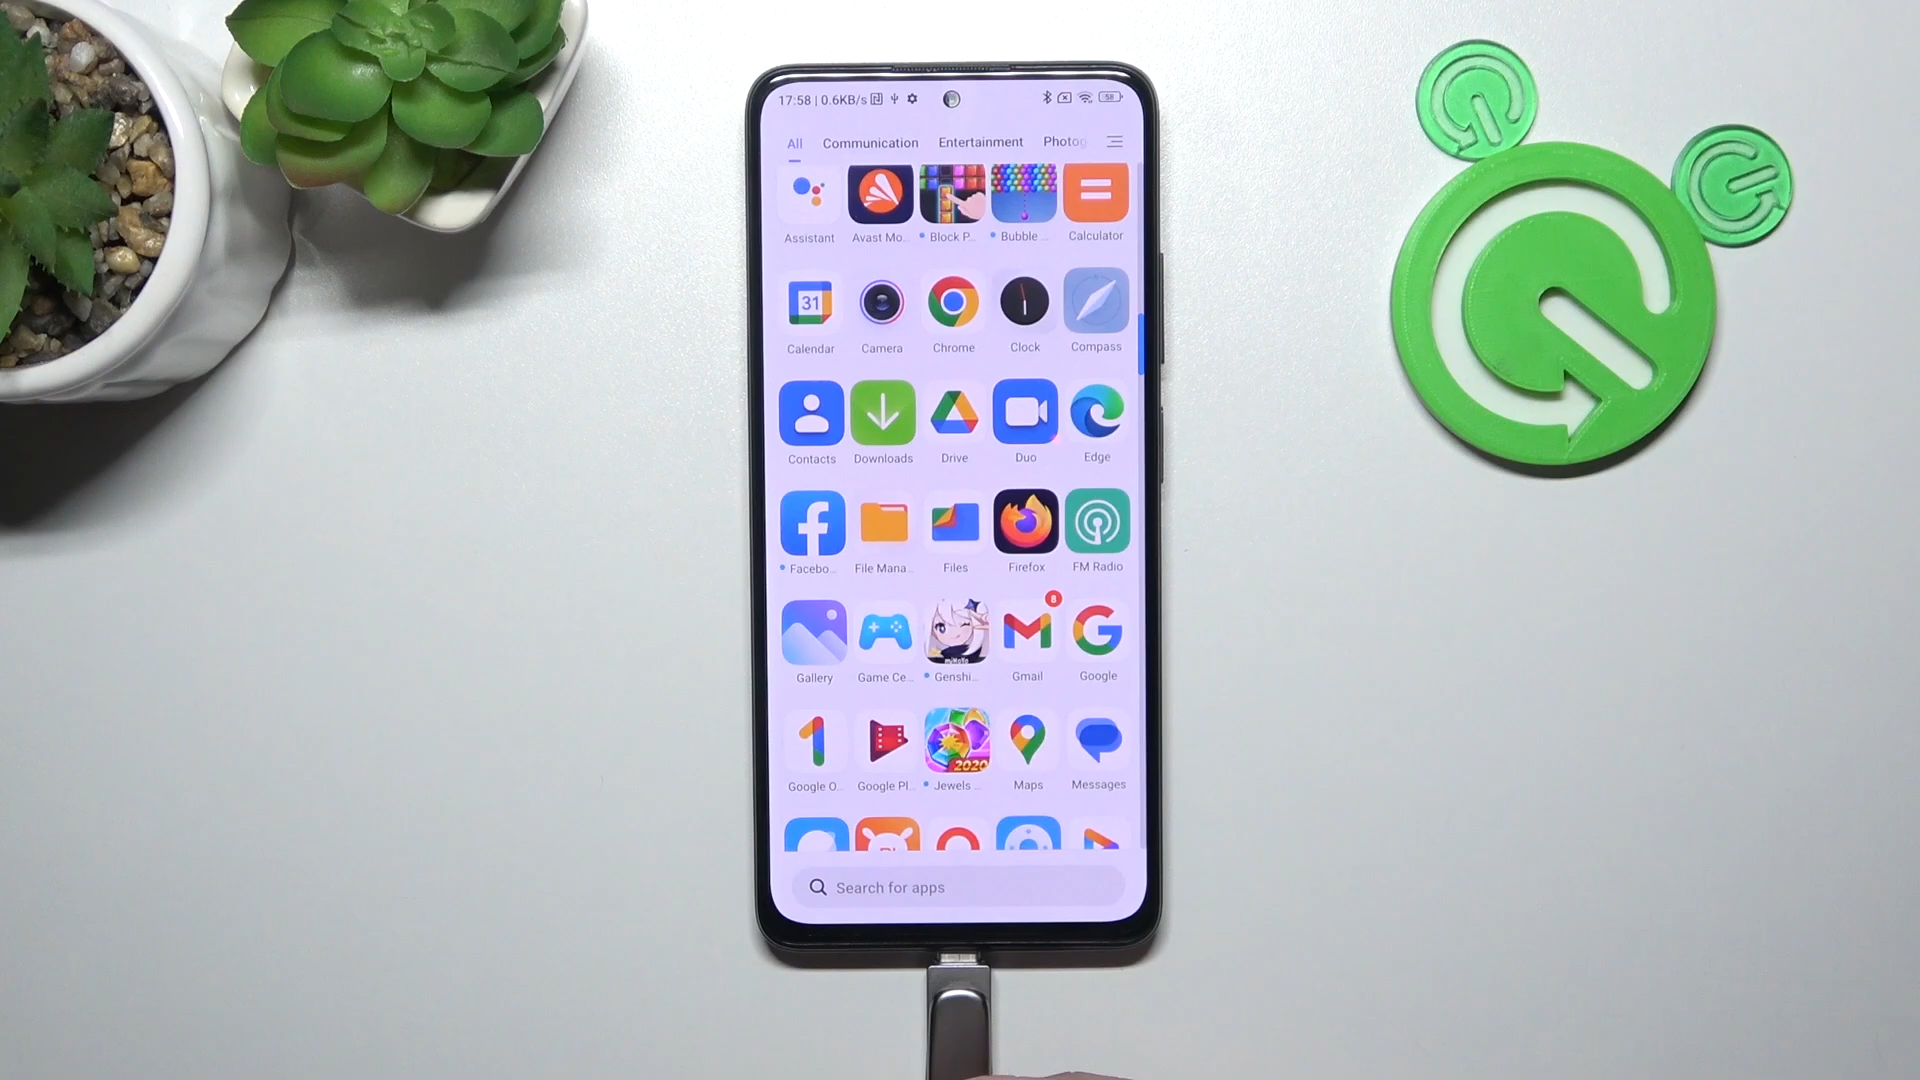 17:58 | 0.6KB/s 58
All Communication Entertainment Photog
Assistant Avast Mo... Block P... Bubble ... Calculator
31
Calendar Camera Chrome Clock Compass
Contacts Downloads Drive Duo Edge
Facebo... File Mana... Files Firefox FM Radio
8
miHoYo
Gallery Game Ce... Genshi... Gmail Google
2020
Google O... Google Pl... Jewels ... Maps Messages
Search for apps